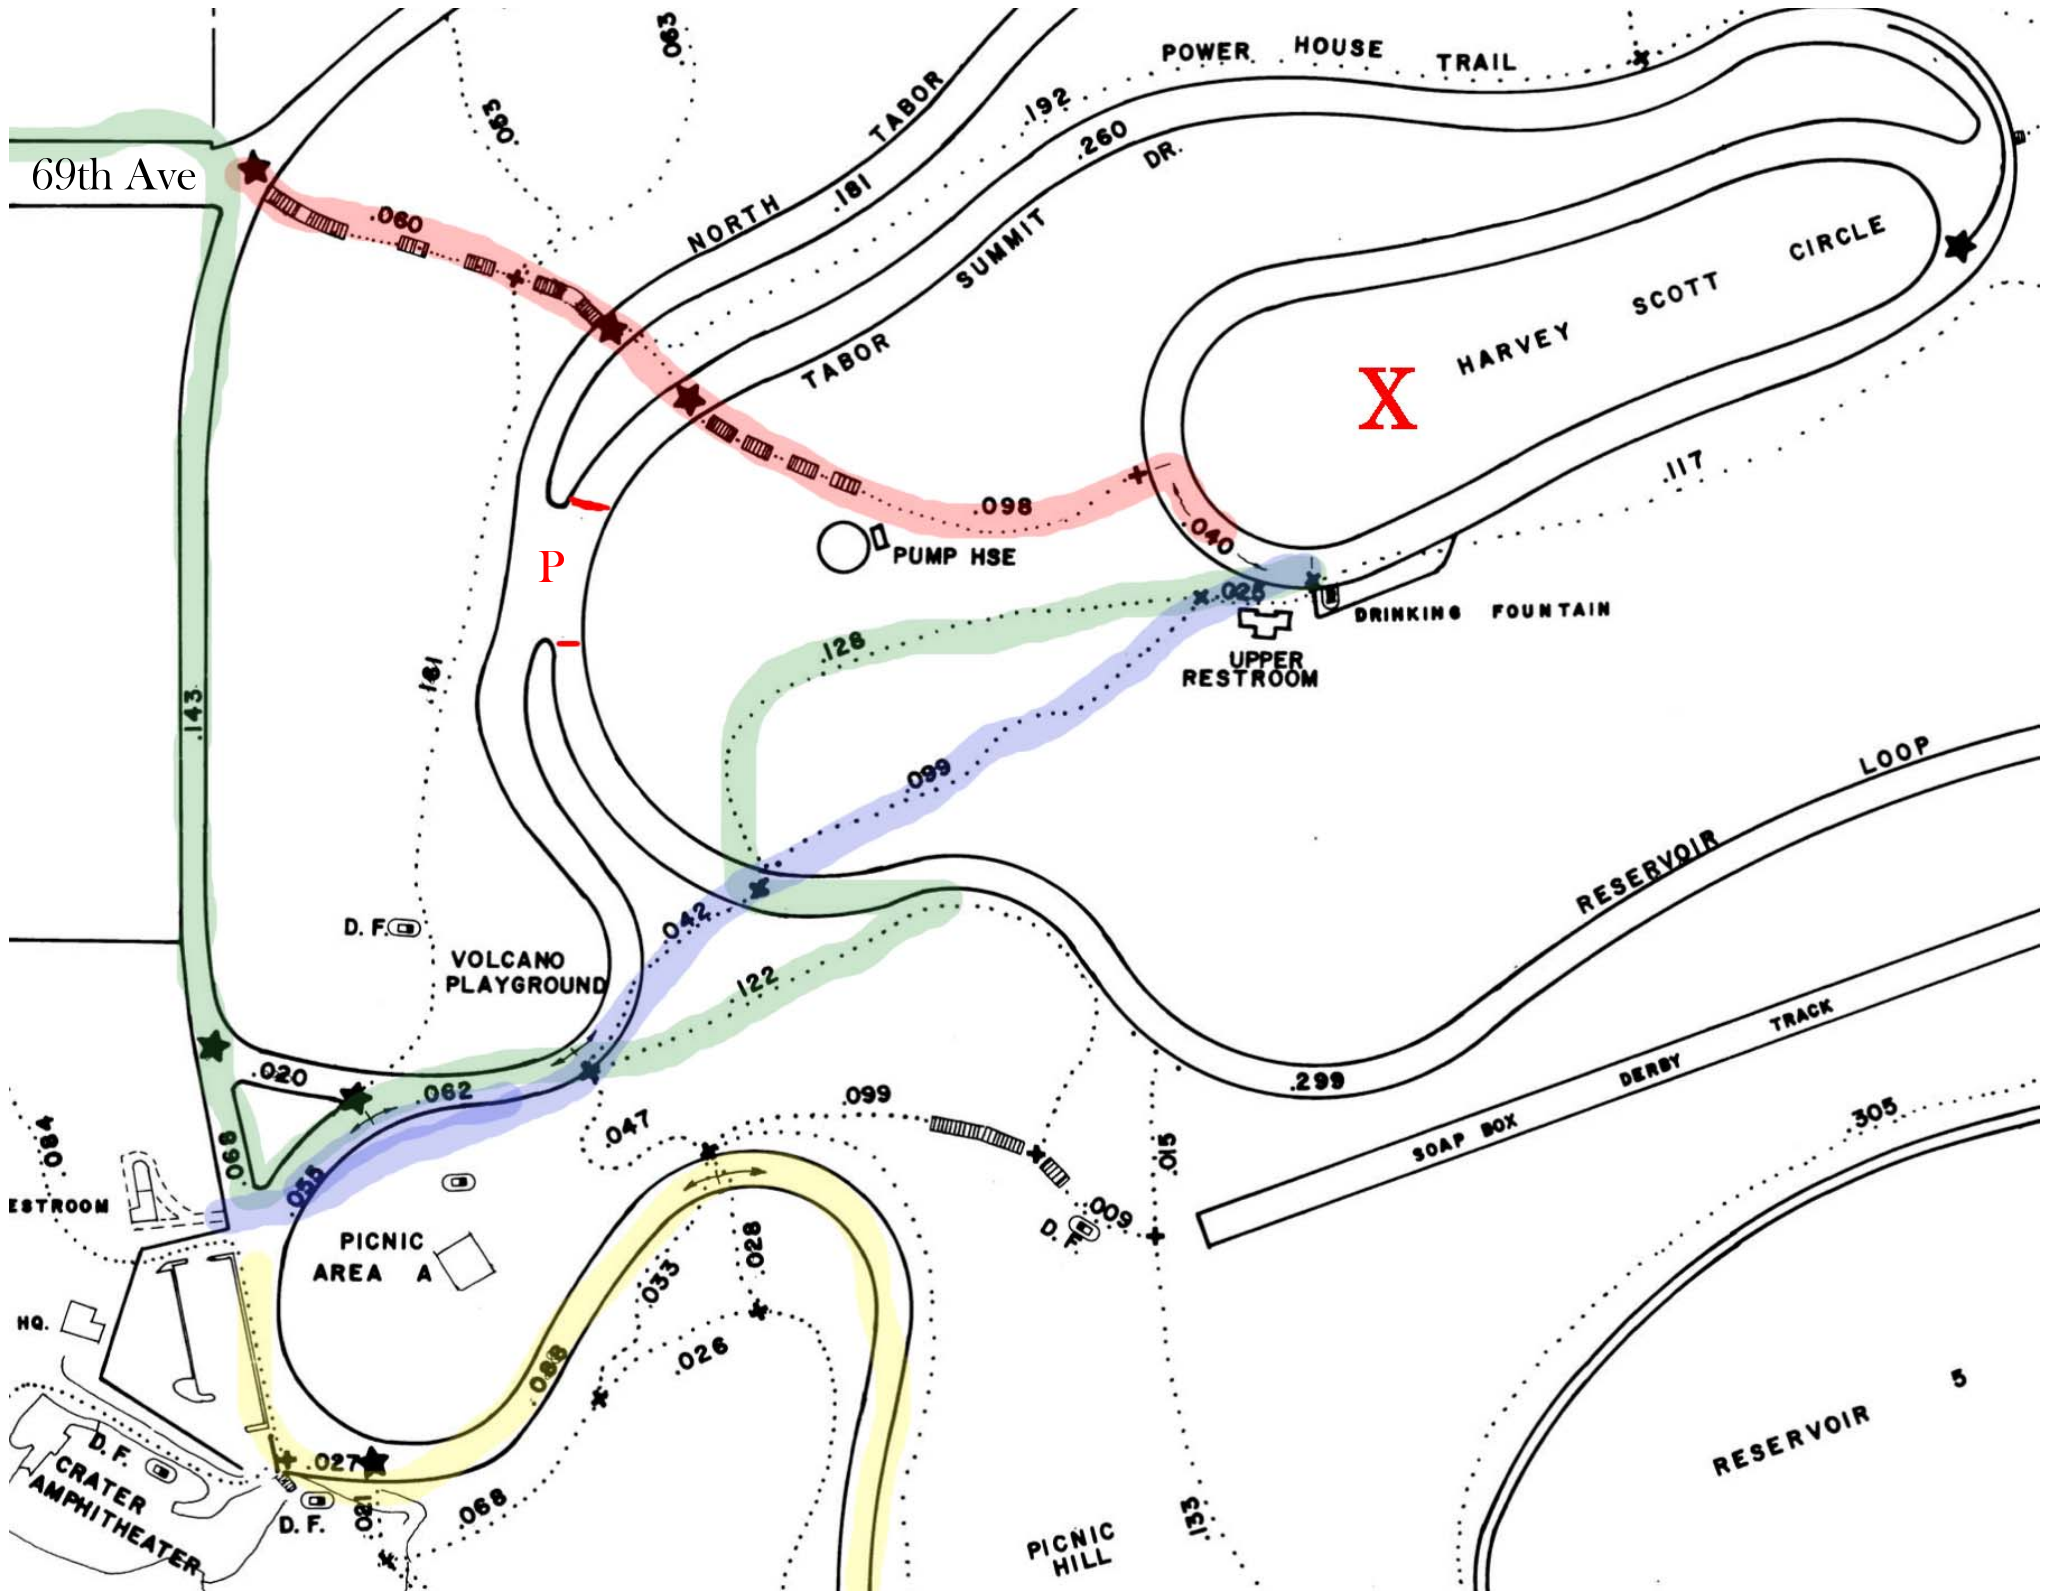 .063
.083
POWER HOUSE TRAIL
TABOR
.192
.260
DR.
69th Ave
.060
NORTH
.181
SUMMIT
CIRCLE
SCOTT
HARVEY
TABOR
X
.117
.098
.040
P
PUMP HSE
.025
DRINKING FOUNTAIN
.128
UPPER
RESTROOM
.181
.143
.099
LOOP
RESERVOIR
.042
D. F.
VOLCANO
PLAYGROUND
.122
TRACK
DERBY
SOAP BOX
.020
.062
.299
.099
.047
.305
.084
.068
.055
.015
ESTROOM
.009
D. F.
PICNIC
AREA A
.028
.033
HQ.
.026
.088
5
RESERVOIR
D. F.
CRATER
AMPHITHEATER
.027
.021
.068
D. F.
.133
PICNIC
HILL